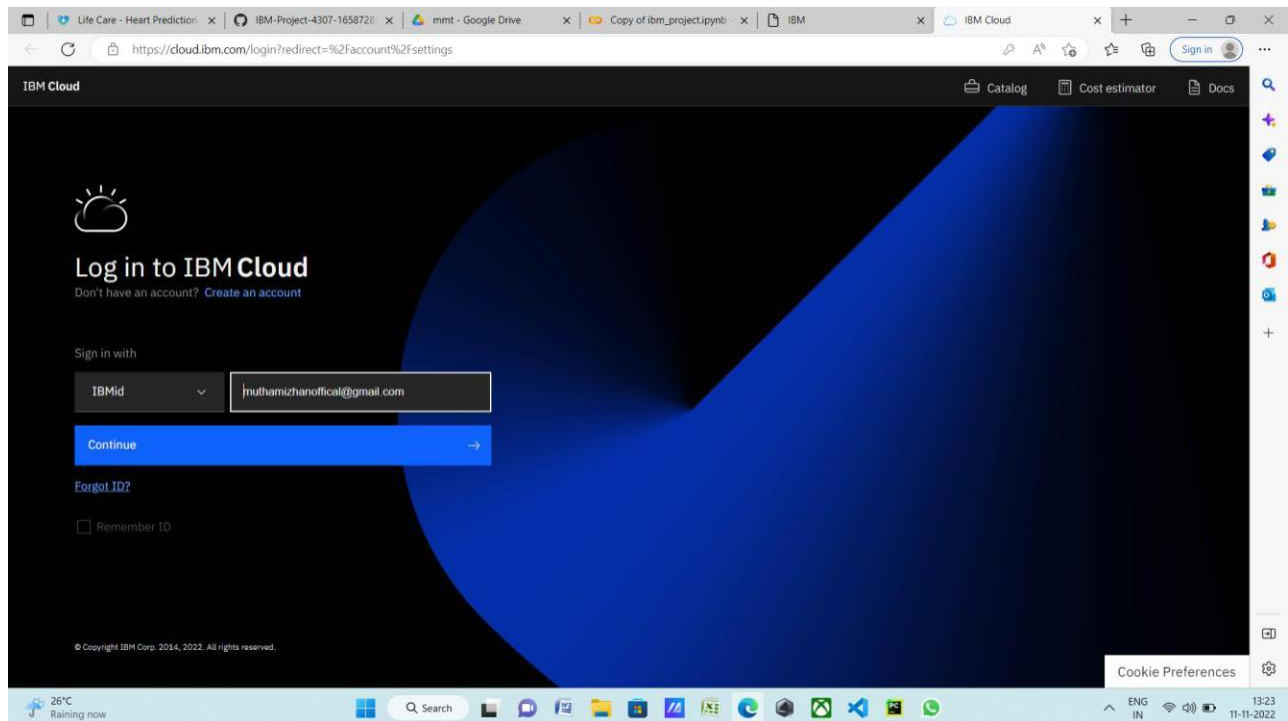 Life Care - Heart Prediction
IBM-Project-4307-1658728
mmt - Google Drive
Copy of ibm_project.ipynb -
IBM
IBM Cloud
https://cloud.ibm.com/login?redirect=%2Faccount%2Fsettings
Sign in
IBM Cloud
Catalog
Cost estimator
Docs
Log in to IBM Cloud
Don't have an account? Create an account
Sign in with
IBMid
muthamizhanoffical@gmail.com
Continue
Forgot ID?
Remember ID
© Copyright IBM Corp. 2014, 2022. All rights reserved.
Cookie Preferences
26°C
Raining now
Search
ENG
IN
13:23
11-11-2022